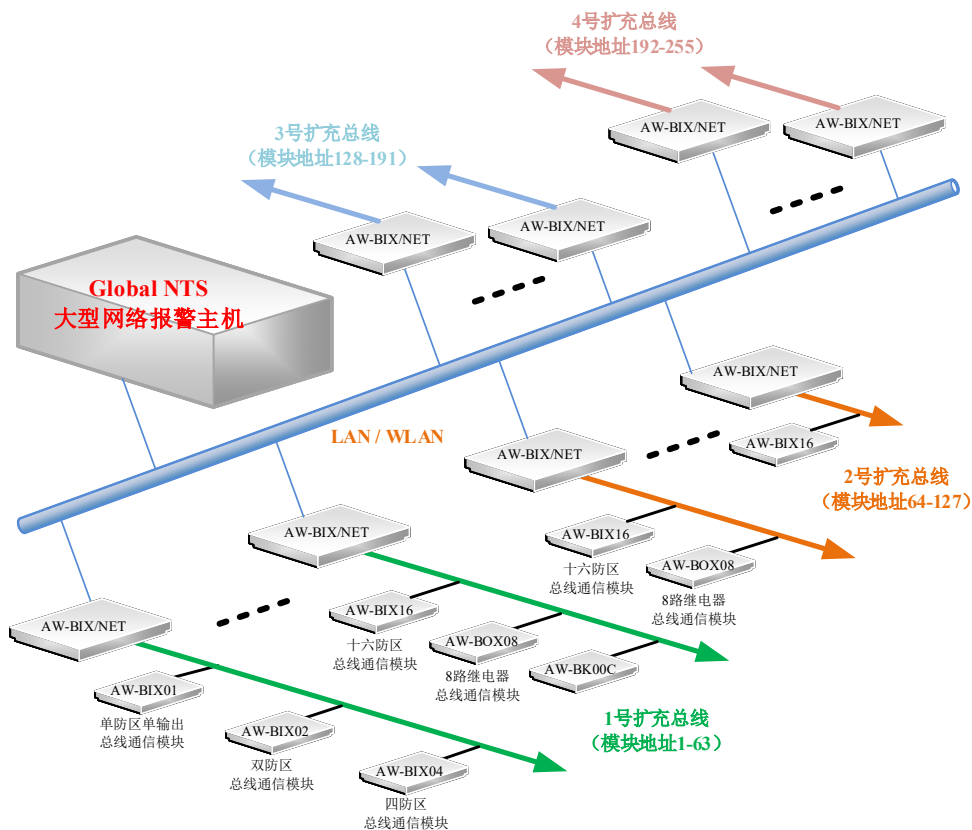 4号扩充总线
（模块地址192-255）
AW-BIX/NET
AW-BIX/NET
3号扩充总线
（模块地址128-191）
AW-BIX/NET
AW-BIX/NET
Global NTS
大型网络报警主机
LAN / WLAN
AW-BIX/NET
AW-BIX16
AW-BIX/NET
2号扩充总线
（模块地址64-127）
AW-BIX16
十六防区
总线通信模块
AW-BOX08
8路继电器
总线通信模块
AW-BIX/NET
AW-BIX16
十六防区
总线通信模块
AW-BOX08
8路继电器
总线通信模块
AW-BK00C
AW-BIX/NET
AW-BIX01
单防区单输出
总线通信模块
AW-BIX02
双防区
总线通信模块
AW-BIX04
四防区
总线通信模块
1号扩充总线
（模块地址1-63）